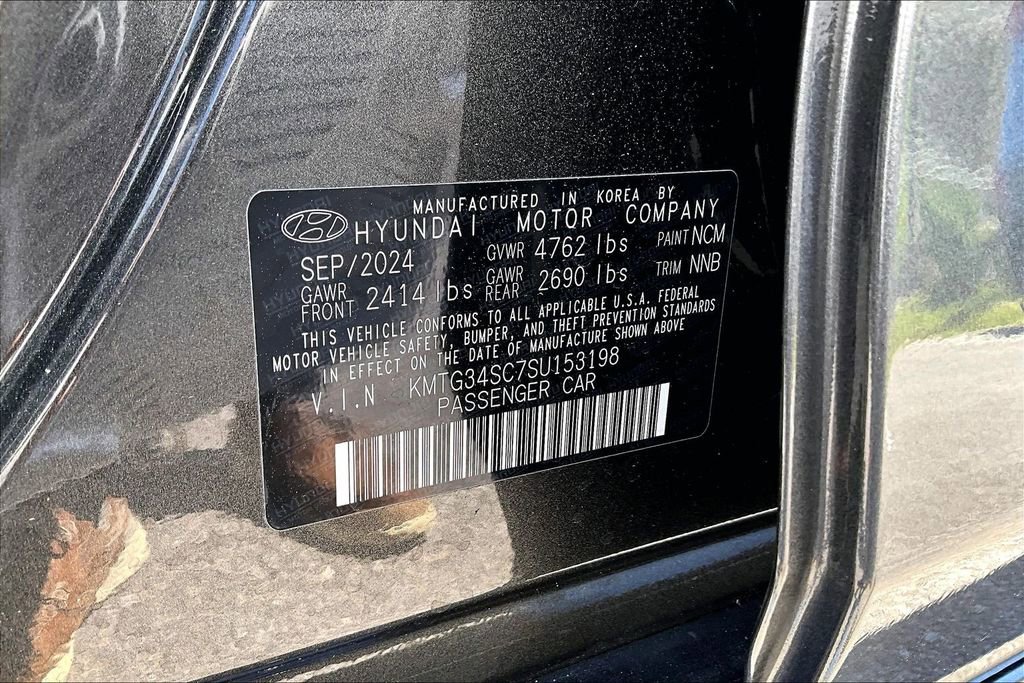 MANUFACTURED IN KOREA BY
HYUNDAI MOTOR COMPANY
SEP/2024 GVWR 4762 lbs PAINT NCM
GAWR FRONT 2414 lbs GAWR REAR 2690 lbs TRIM NNB
THIS VEHICLE CONFORMS TO ALL APPLICABLE U.S.A. FEDERAL
MOTOR VEHICLE SAFETY, BUMPER, AND THEFT PREVENTION STANDARDS
IN EFFECT ON THE DATE OF MANUFACTURE SHOWN ABOVE
V.I.N KMTG34SC7SU153198
PASSENGER CAR